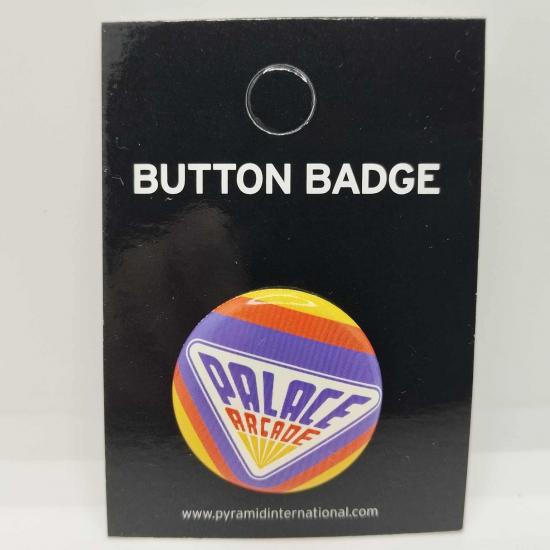 BUTTON BADGE
PALACE
ARCADE
www.pyramidinternational.com